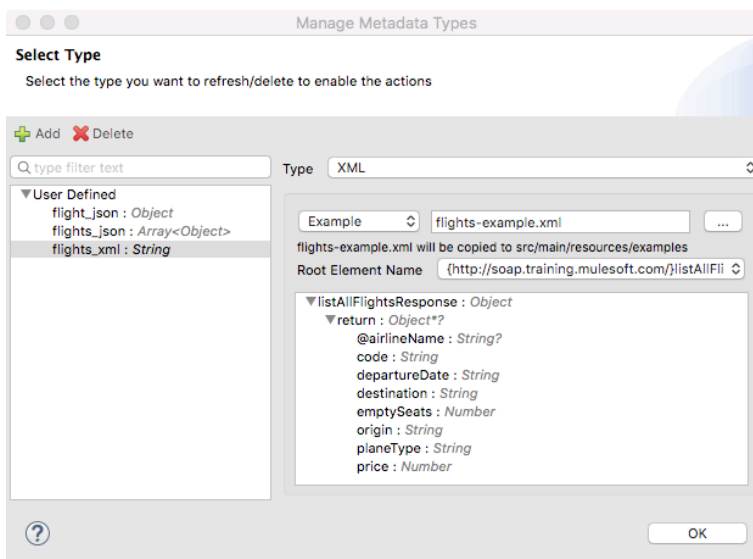 Manage Metadata Types
Select Type
Select the type you want to refresh/delete to enable the actions
Add Delete
type filter text
User Defined
flight_json : Object
flights_json : Array<Object>
flights_xml : String
Type XML
Example flights-example.xml ...
flights-example.xml will be copied to src/main/resources/examples
Root Element Name {http://soap.training.mulesoft.com/}listAllFli
listAllFlightsResponse : Object
return : Object*?
@airlineName : String?
code : String
departureDate : String
destination : String
emptySeats : Number
origin : String
planeType : String
price : Number
? OK